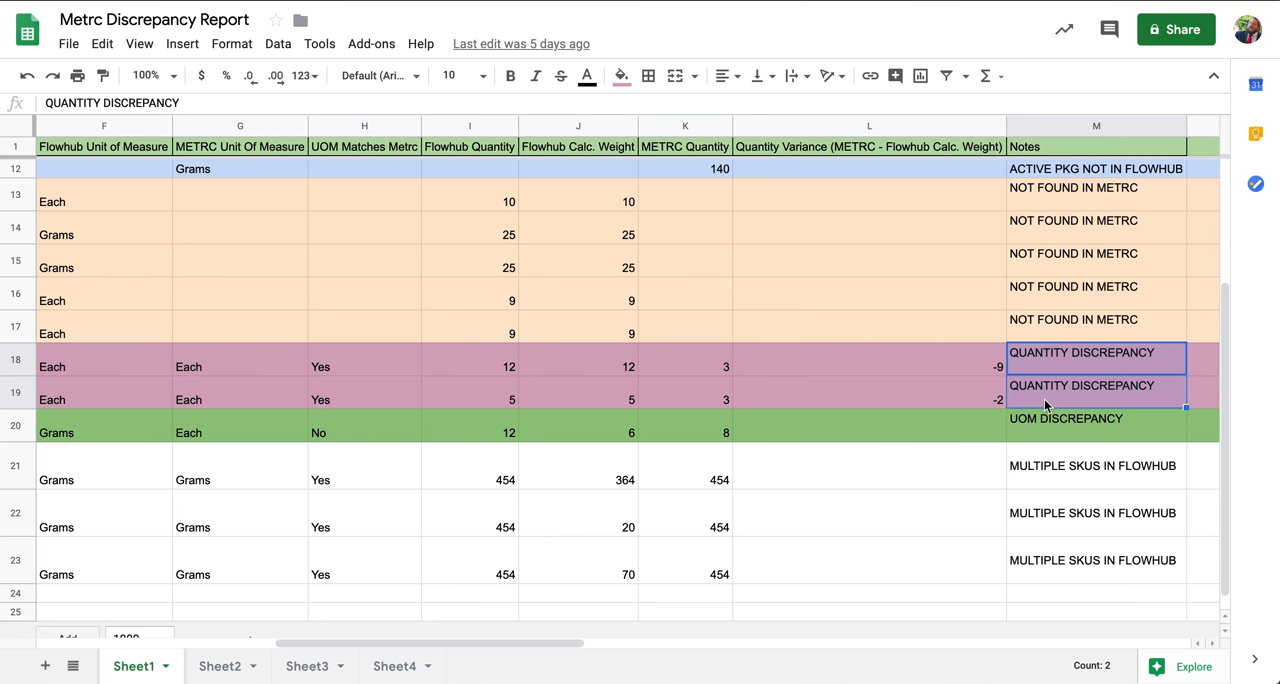 Metrc Discrepancy Report
File Edit View Insert Format Data Tools Add-ons Help Last edit was 5 days ago
Share
100% $ % .0 .00 123 Default (Ari... 10 B I S A Σ
31
fx QUANTITY DISCREPANCY
F G H I J K L M
1 Flowhub Unit of Measure METRC Unit Of Measure UOM Matches Metrc Flowhub Quantity Flowhub Calc. Weight METRC Quantity Quantity Variance (METRC - Flowhub Calc. Weight) Notes
12 Grams 140 ACTIVE PKG NOT IN FLOWHUB
13 Each 10 10 NOT FOUND IN METRC
14 Grams 25 25 NOT FOUND IN METRC
15 Grams 25 25 NOT FOUND IN METRC
16 Each 9 9 NOT FOUND IN METRC
17 Each 9 9 NOT FOUND IN METRC
18 Each Each Yes 12 12 3 -9 QUANTITY DISCREPANCY
19 Each Each Yes 5 5 3 -2 QUANTITY DISCREPANCY
20 Grams Each No 12 6 8 UOM DISCREPANCY
21 Grams Grams Yes 454 364 454 MULTIPLE SKUS IN FLOWHUB
22 Grams Grams Yes 454 20 454 MULTIPLE SKUS IN FLOWHUB
23 Grams Grams Yes 454 70 454 MULTIPLE SKUS IN FLOWHUB
24
25
Add 1000
Sheet1 Sheet2 Sheet3 Sheet4 Count: 2 Explore